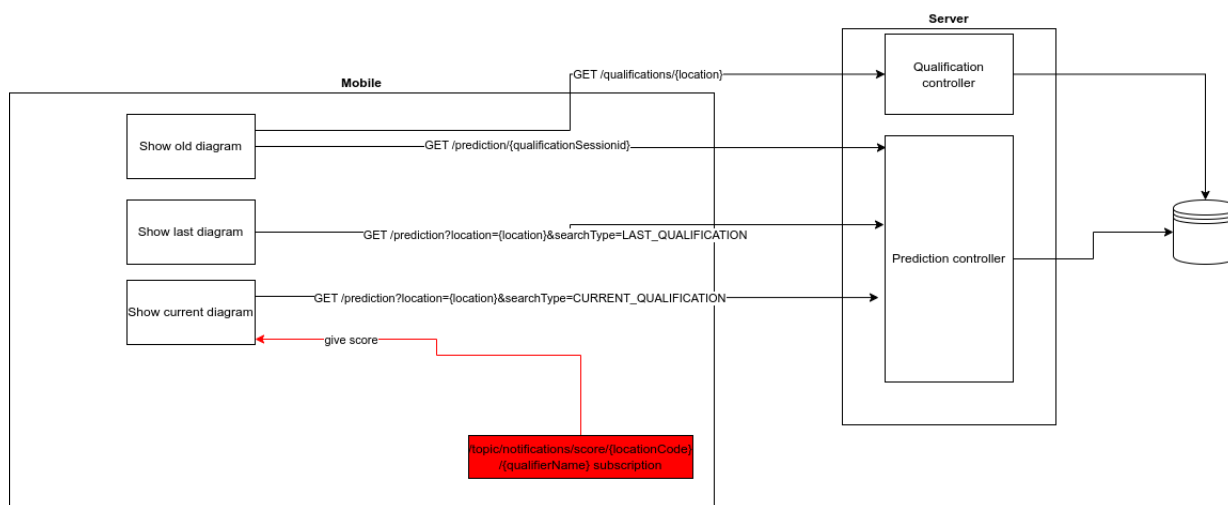 Server
Qualification
controller
GET /qualifications/{location}
Mobile
Show old diagram
GET /prediction/{qualificationSessionid}
Show last diagram
GET /prediction?location={location}&searchType=LAST_QUALIFICATION
Prediction controller
GET /prediction?location={location}&searchType=CURRENT_QUALIFICATION
Show current diagram
give score
/topic/notifications/score/{locationCode}
/{qualifierName} subscription